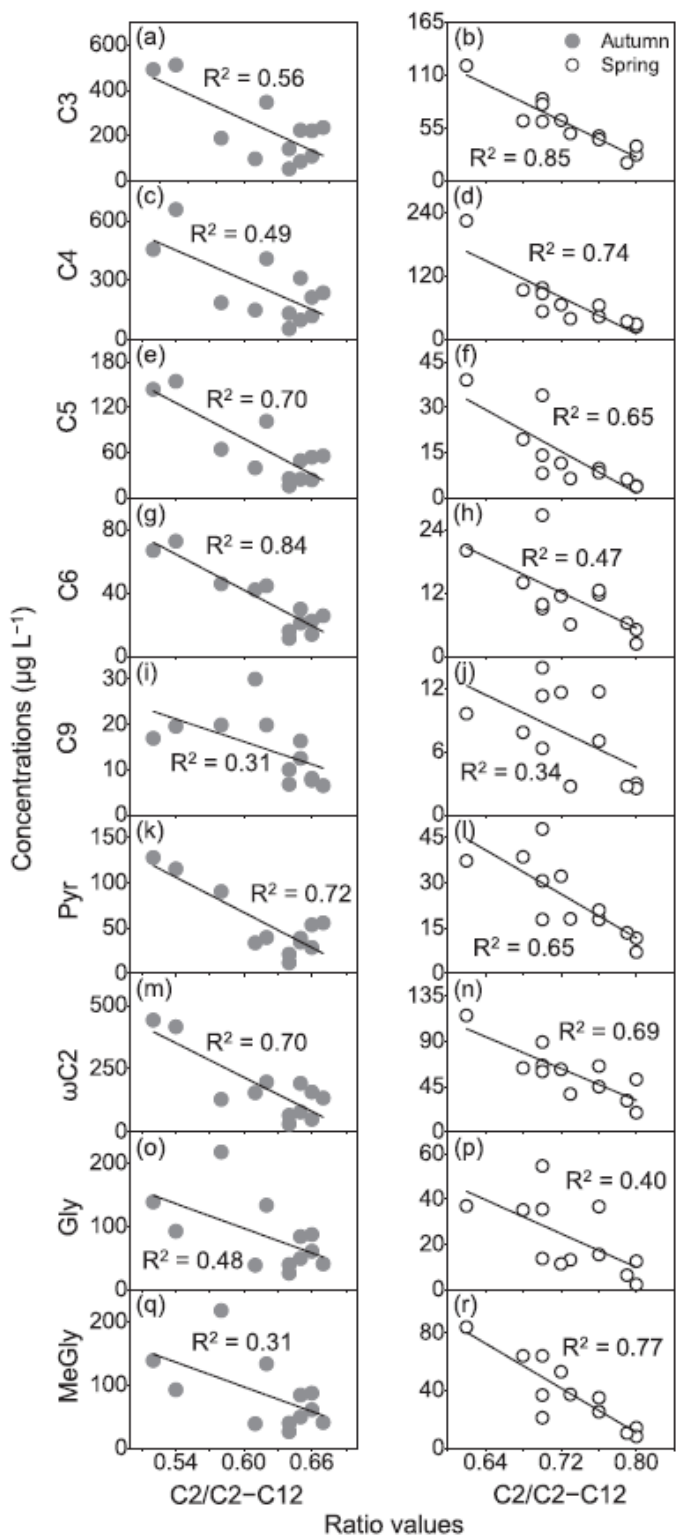 (a)
600
400
200
0
C3
R² = 0.56
(b)
165
110
55
0
Autumn
Spring
R² = 0.85
(c)
600
300
0
C4
R² = 0.49
(d)
240
120
0
R² = 0.74
(e)
180
120
60
0
C5
R² = 0.70
(f)
45
30
15
0
R² = 0.65
(g)
80
40
0
C6
R² = 0.84
(h)
24
12
0
R² = 0.47
Concentrations (μg L⁻¹)
(i)
30
20
10
0
C9
R² = 0.31
(j)
12
6
0
R² = 0.34
(k)
150
100
50
0
Pyr
R² = 0.72
(l)
45
30
15
0
R² = 0.65
(m)
500
250
0
ωC2
R² = 0.70
(n)
135
90
45
0
R² = 0.69
(o)
200
100
0
Gly
R² = 0.48
(p)
60
40
20
0
R² = 0.40
(q)
200
100
0
MeGly
R² = 0.31
(r)
80
40
0
R² = 0.77
0.54 0.60 0.66
0.64 0.72 0.80
C2/C2−C12
C2/C2−C12
Ratio values